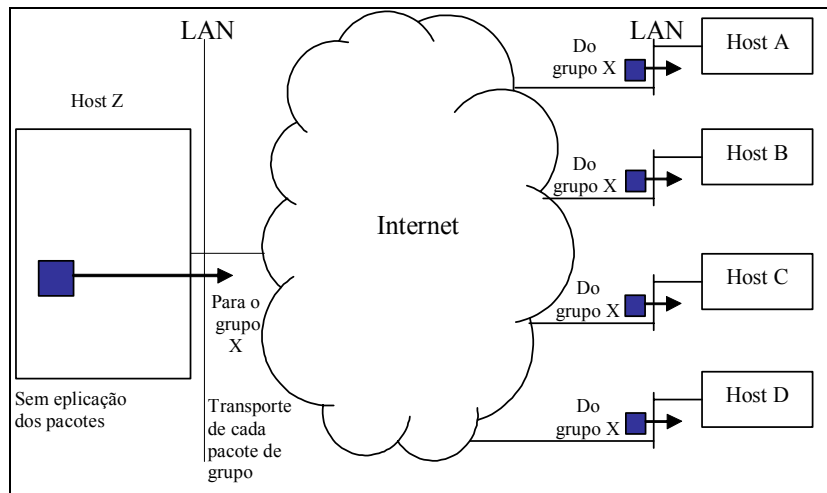 LAN
Host Z
Sem eplicação
dos pacotes
Para o
grupo
X
Transporte
de cada
pacote de
grupo
Internet
LAN
Do
grupo X
Host A
Do
grupo X
Host B
Do
grupo X
Host C
Do
grupo X
Host D